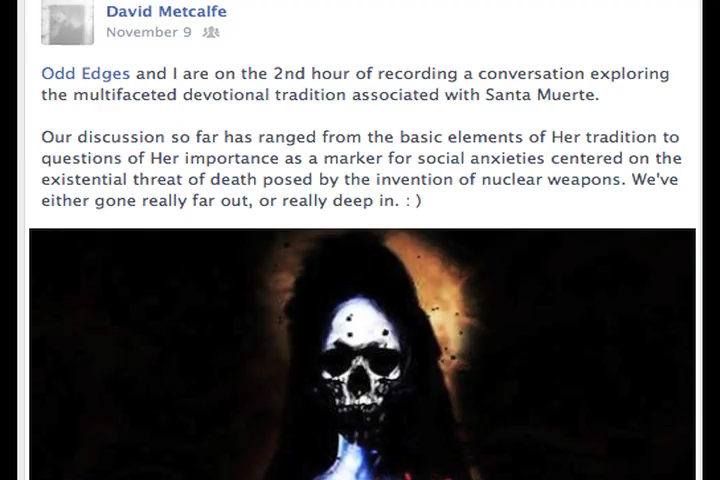 David Metcalfe
November 9
Odd Edges and I are on the 2nd hour of recording a conversation exploring
the multifaceted devotional tradition associated with Santa Muerte.
Our discussion so far has ranged from the basic elements of Her tradition to
questions of Her importance as a marker for social anxieties centered on the
existential threat of death posed by the invention of nuclear weapons. We've
either gone really far out, or really deep in. : )